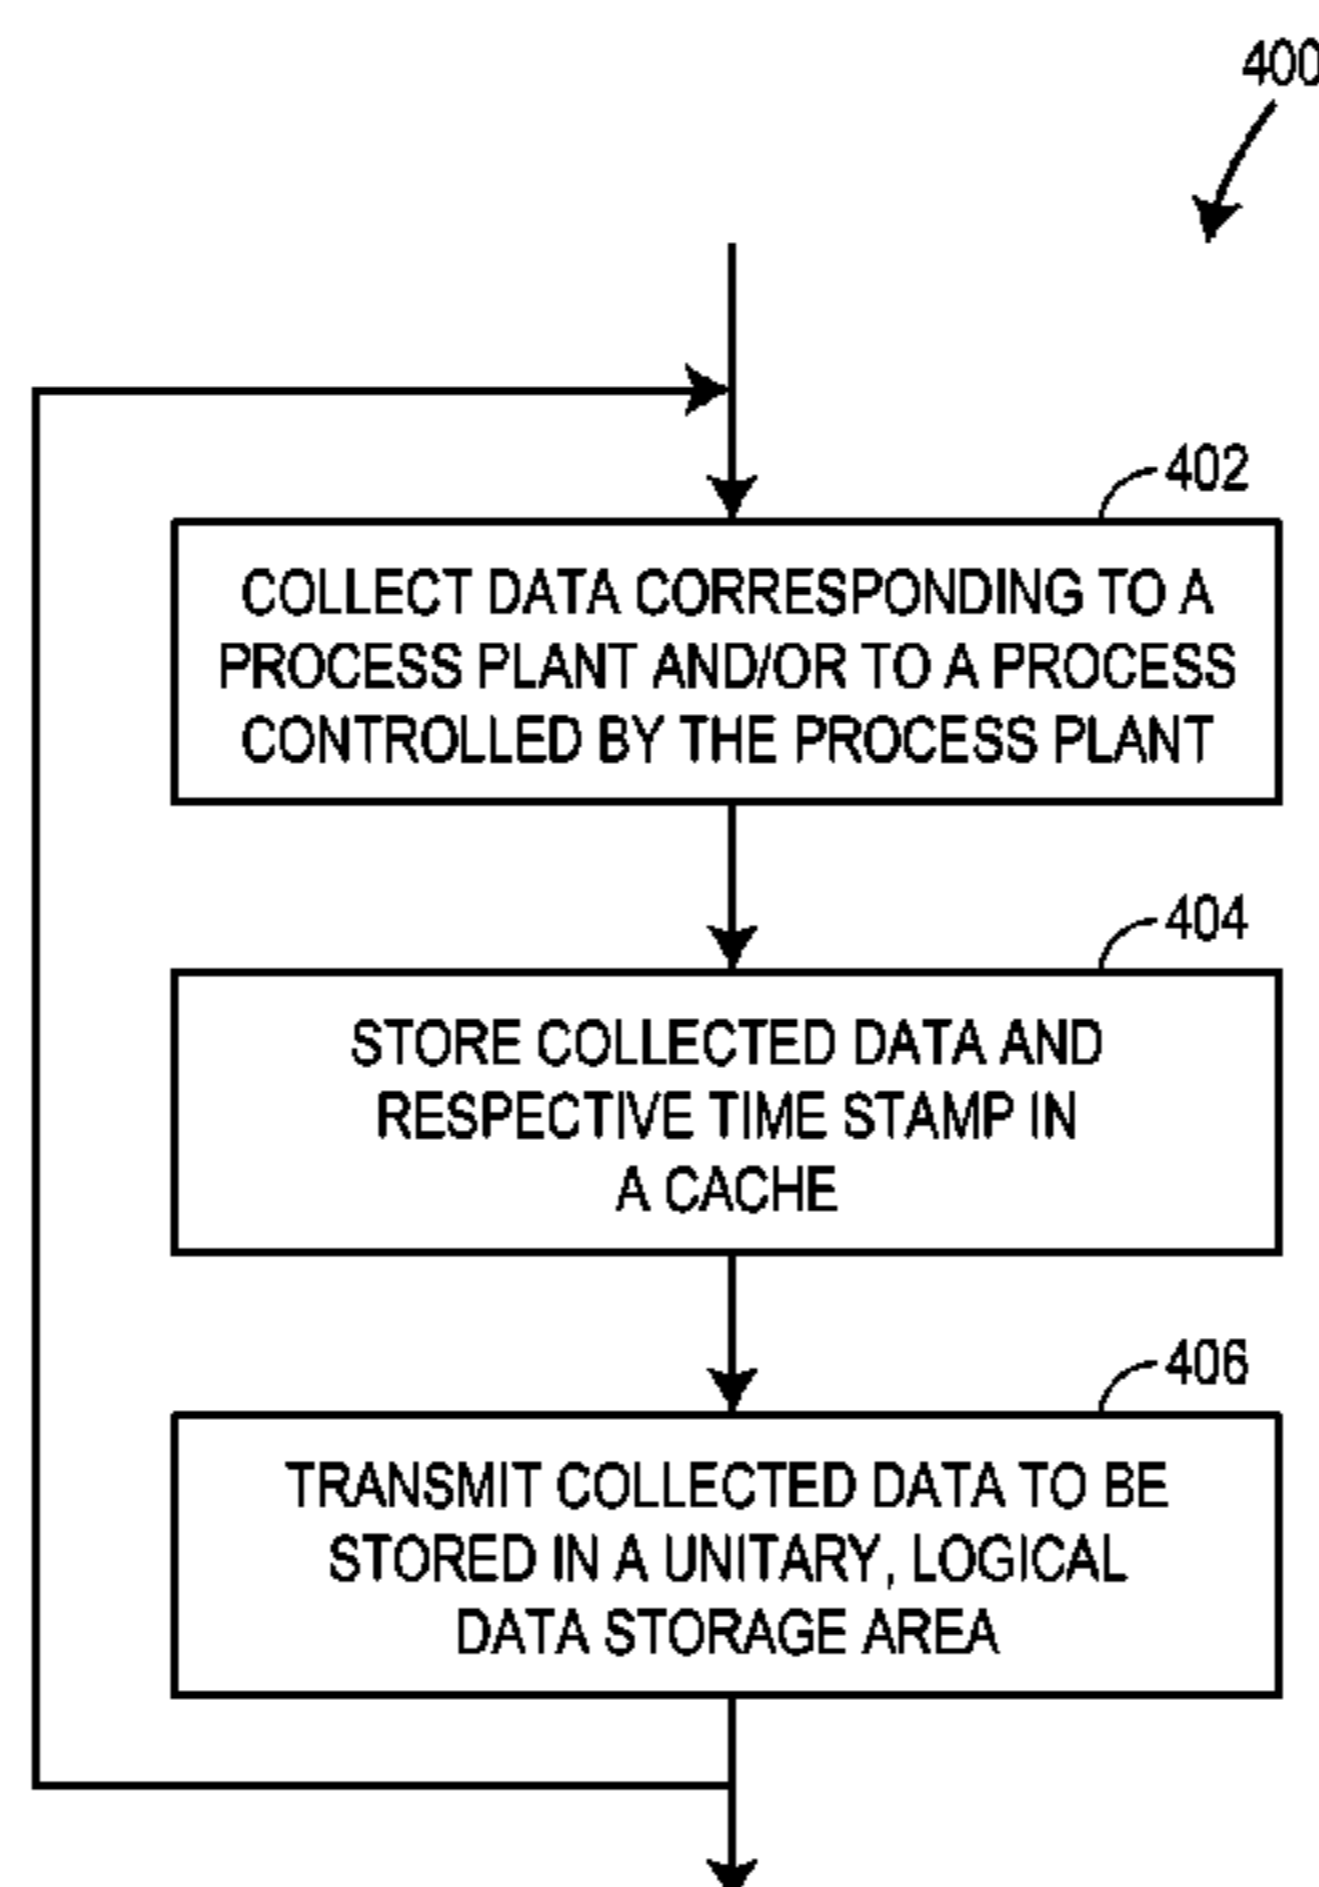 400
402
COLLECT DATA CORRESPONDING TO A
PROCESS PLANT AND/OR TO A PROCESS
CONTROLLED BY THE PROCESS PLANT
404
STORE COLLECTED DATA AND
RESPECTIVE TIME STAMP IN
A CACHE
406
TRANSMIT COLLECTED DATA TO BE
STORED IN A UNITARY, LOGICAL
DATA STORAGE AREA